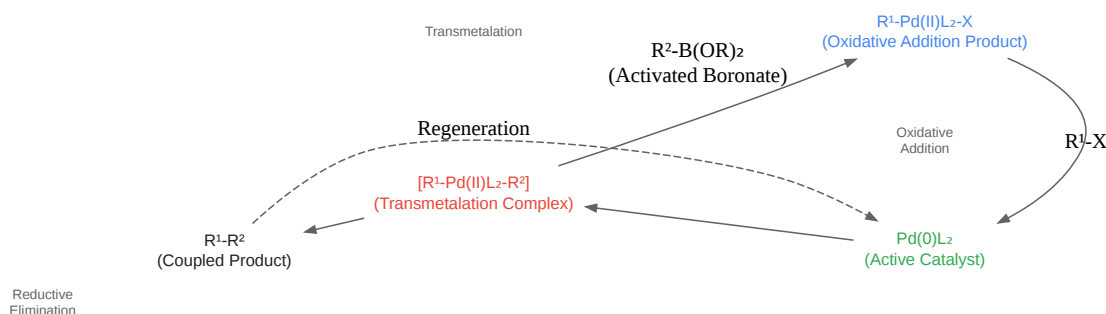 R¹-Pd(II)L₂-X
(Oxidative Addition Product)
Transmetalation
R²-B(OR)₂
(Activated Boronate)
Regeneration
Oxidative
Addition
R¹-X
[R¹-Pd(II)L₂-R²]
(Transmetalation Complex)
R¹-R²
(Coupled Product)
Pd(0)L₂
(Active Catalyst)
Reductive
Elimination